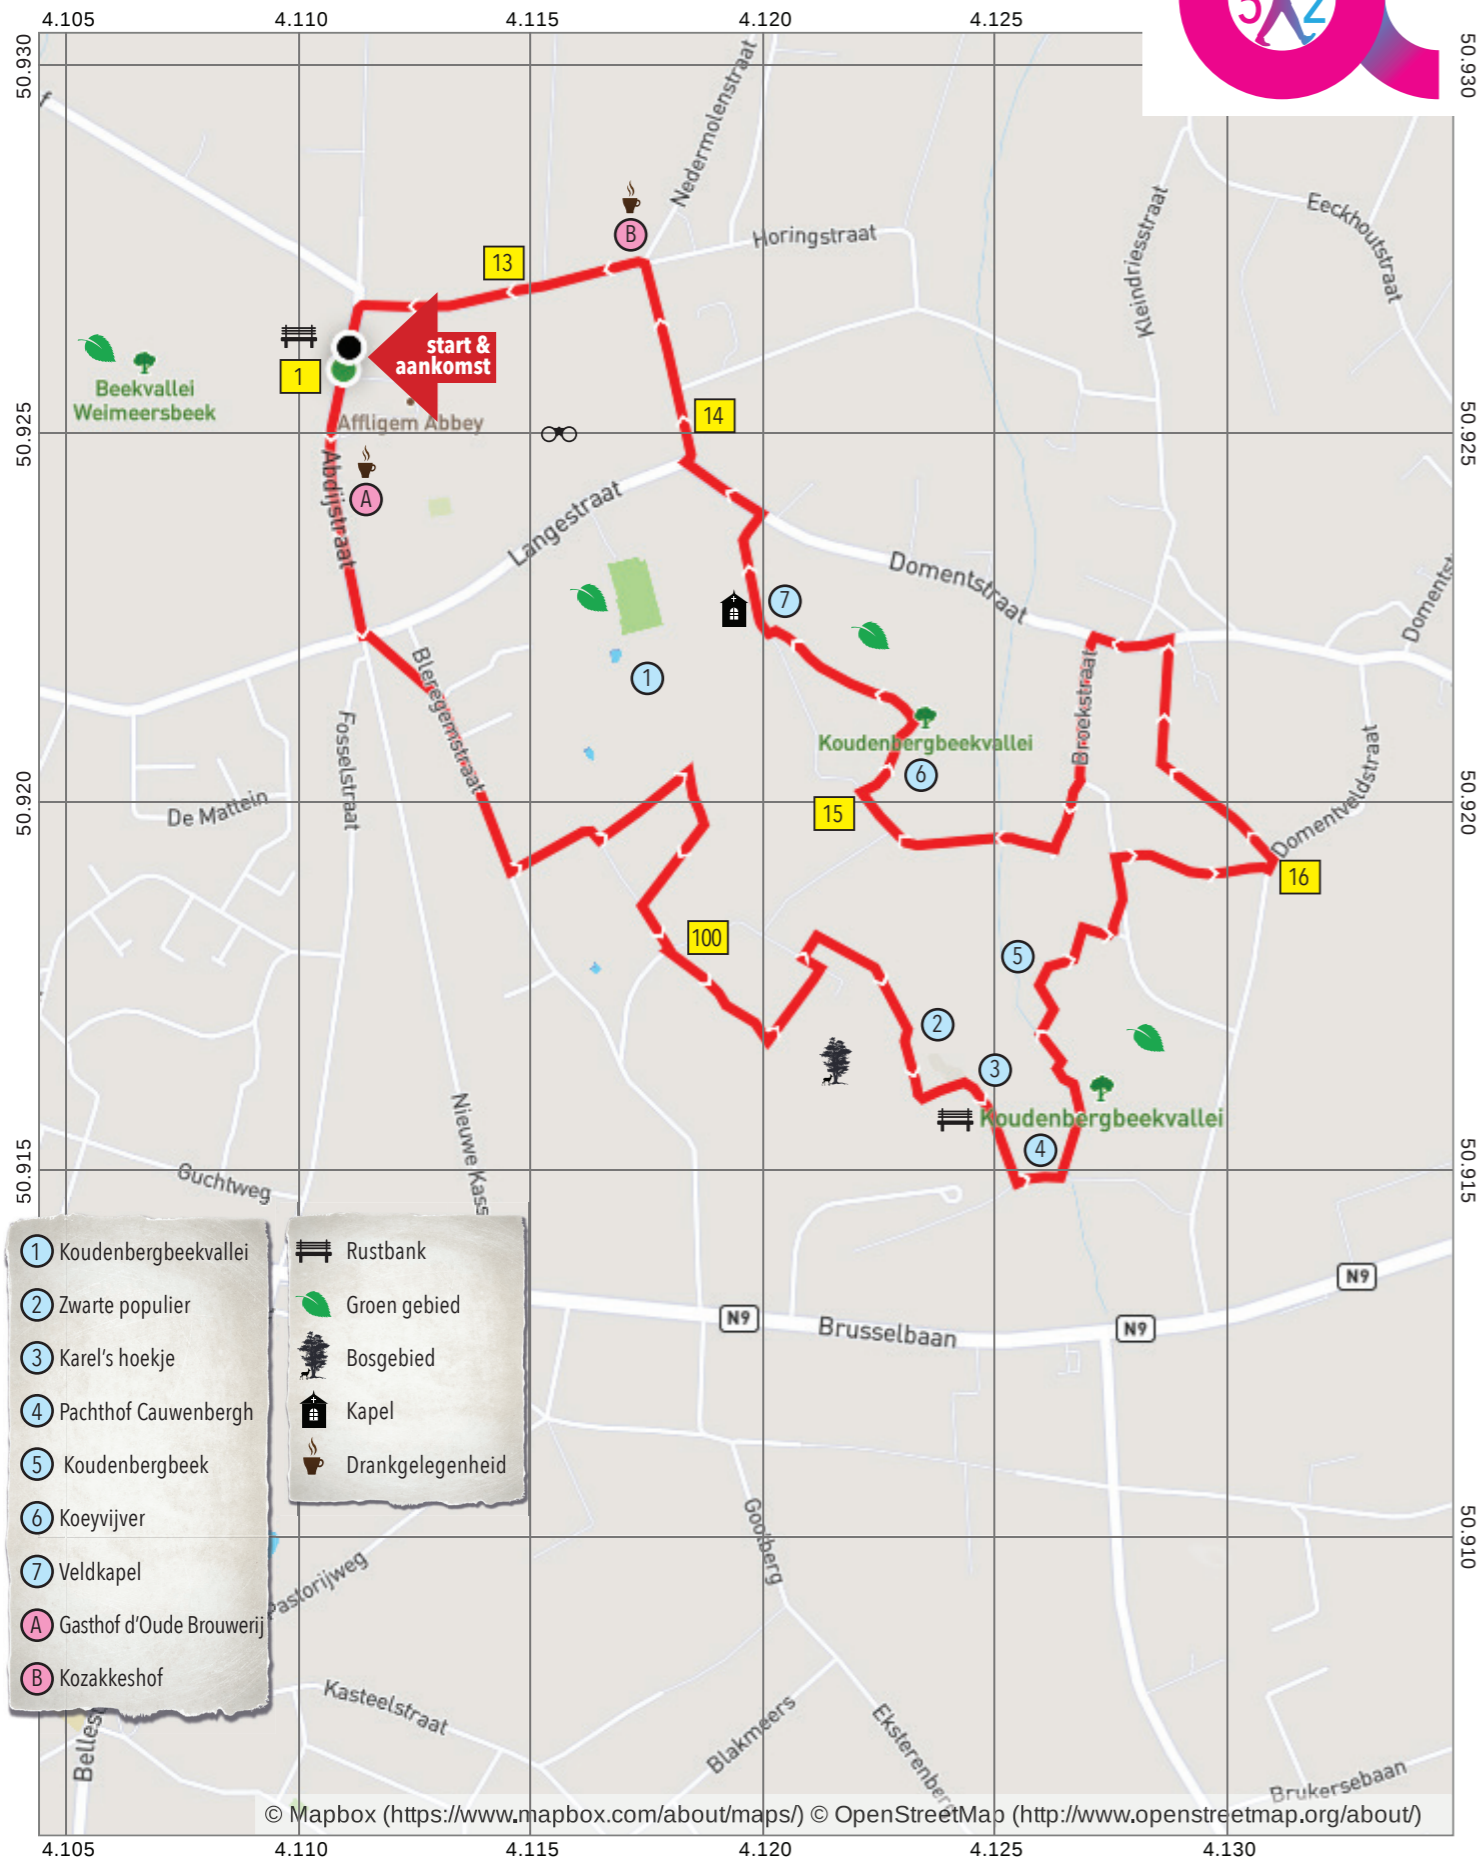 4.105
4.110
4.115
4.120
4.125
5
2
50.930
50.930
Nedermolenstraat
Horingstraat
Kleindriesstraat
Eeckhoutstraat
B
13
start &
aankomst
1
Beekvallei
Weimeersbeek
Affligem Abbey
14
50.925
50.925
A
Abdijstraat
Langestraat
Domentstraat
7
1
Bleregemstraat
Fosselstraat
Broekstraat
Koudenbergbeekvallei
6
Domentveldstraat
De Mattein
15
50.920
50.920
16
100
5
2
3
Koudenbergbeekvallei
4
Nieuwe Kass
Guchtweg
50.915
50.915
1 Koudenbergbeekvallei
2 Zwarte populier
3 Karel's hoekje
4 Pachthof Cauwenbergh
5 Koudenbergbeek
6 Koeyvijver
7 Veldkapel
A Gasthof d'Oude Brouwerij
B Kozakkeshof
Rustbank
Groen gebied
Bosgebied
Kapel
Drankgelegenheid
N9
N9
N9
Brusselbaan
50.910
Gootberg
Pastorijweg
Kasteelstraat
Blakmeers
Eksterenberg
Brukersebaan
© Mapbox (https://www.mapbox.com/about/maps/) © OpenStreetMap (http://www.openstreetmap.org/about/)
4.105
4.110
4.115
4.120
4.125
4.130